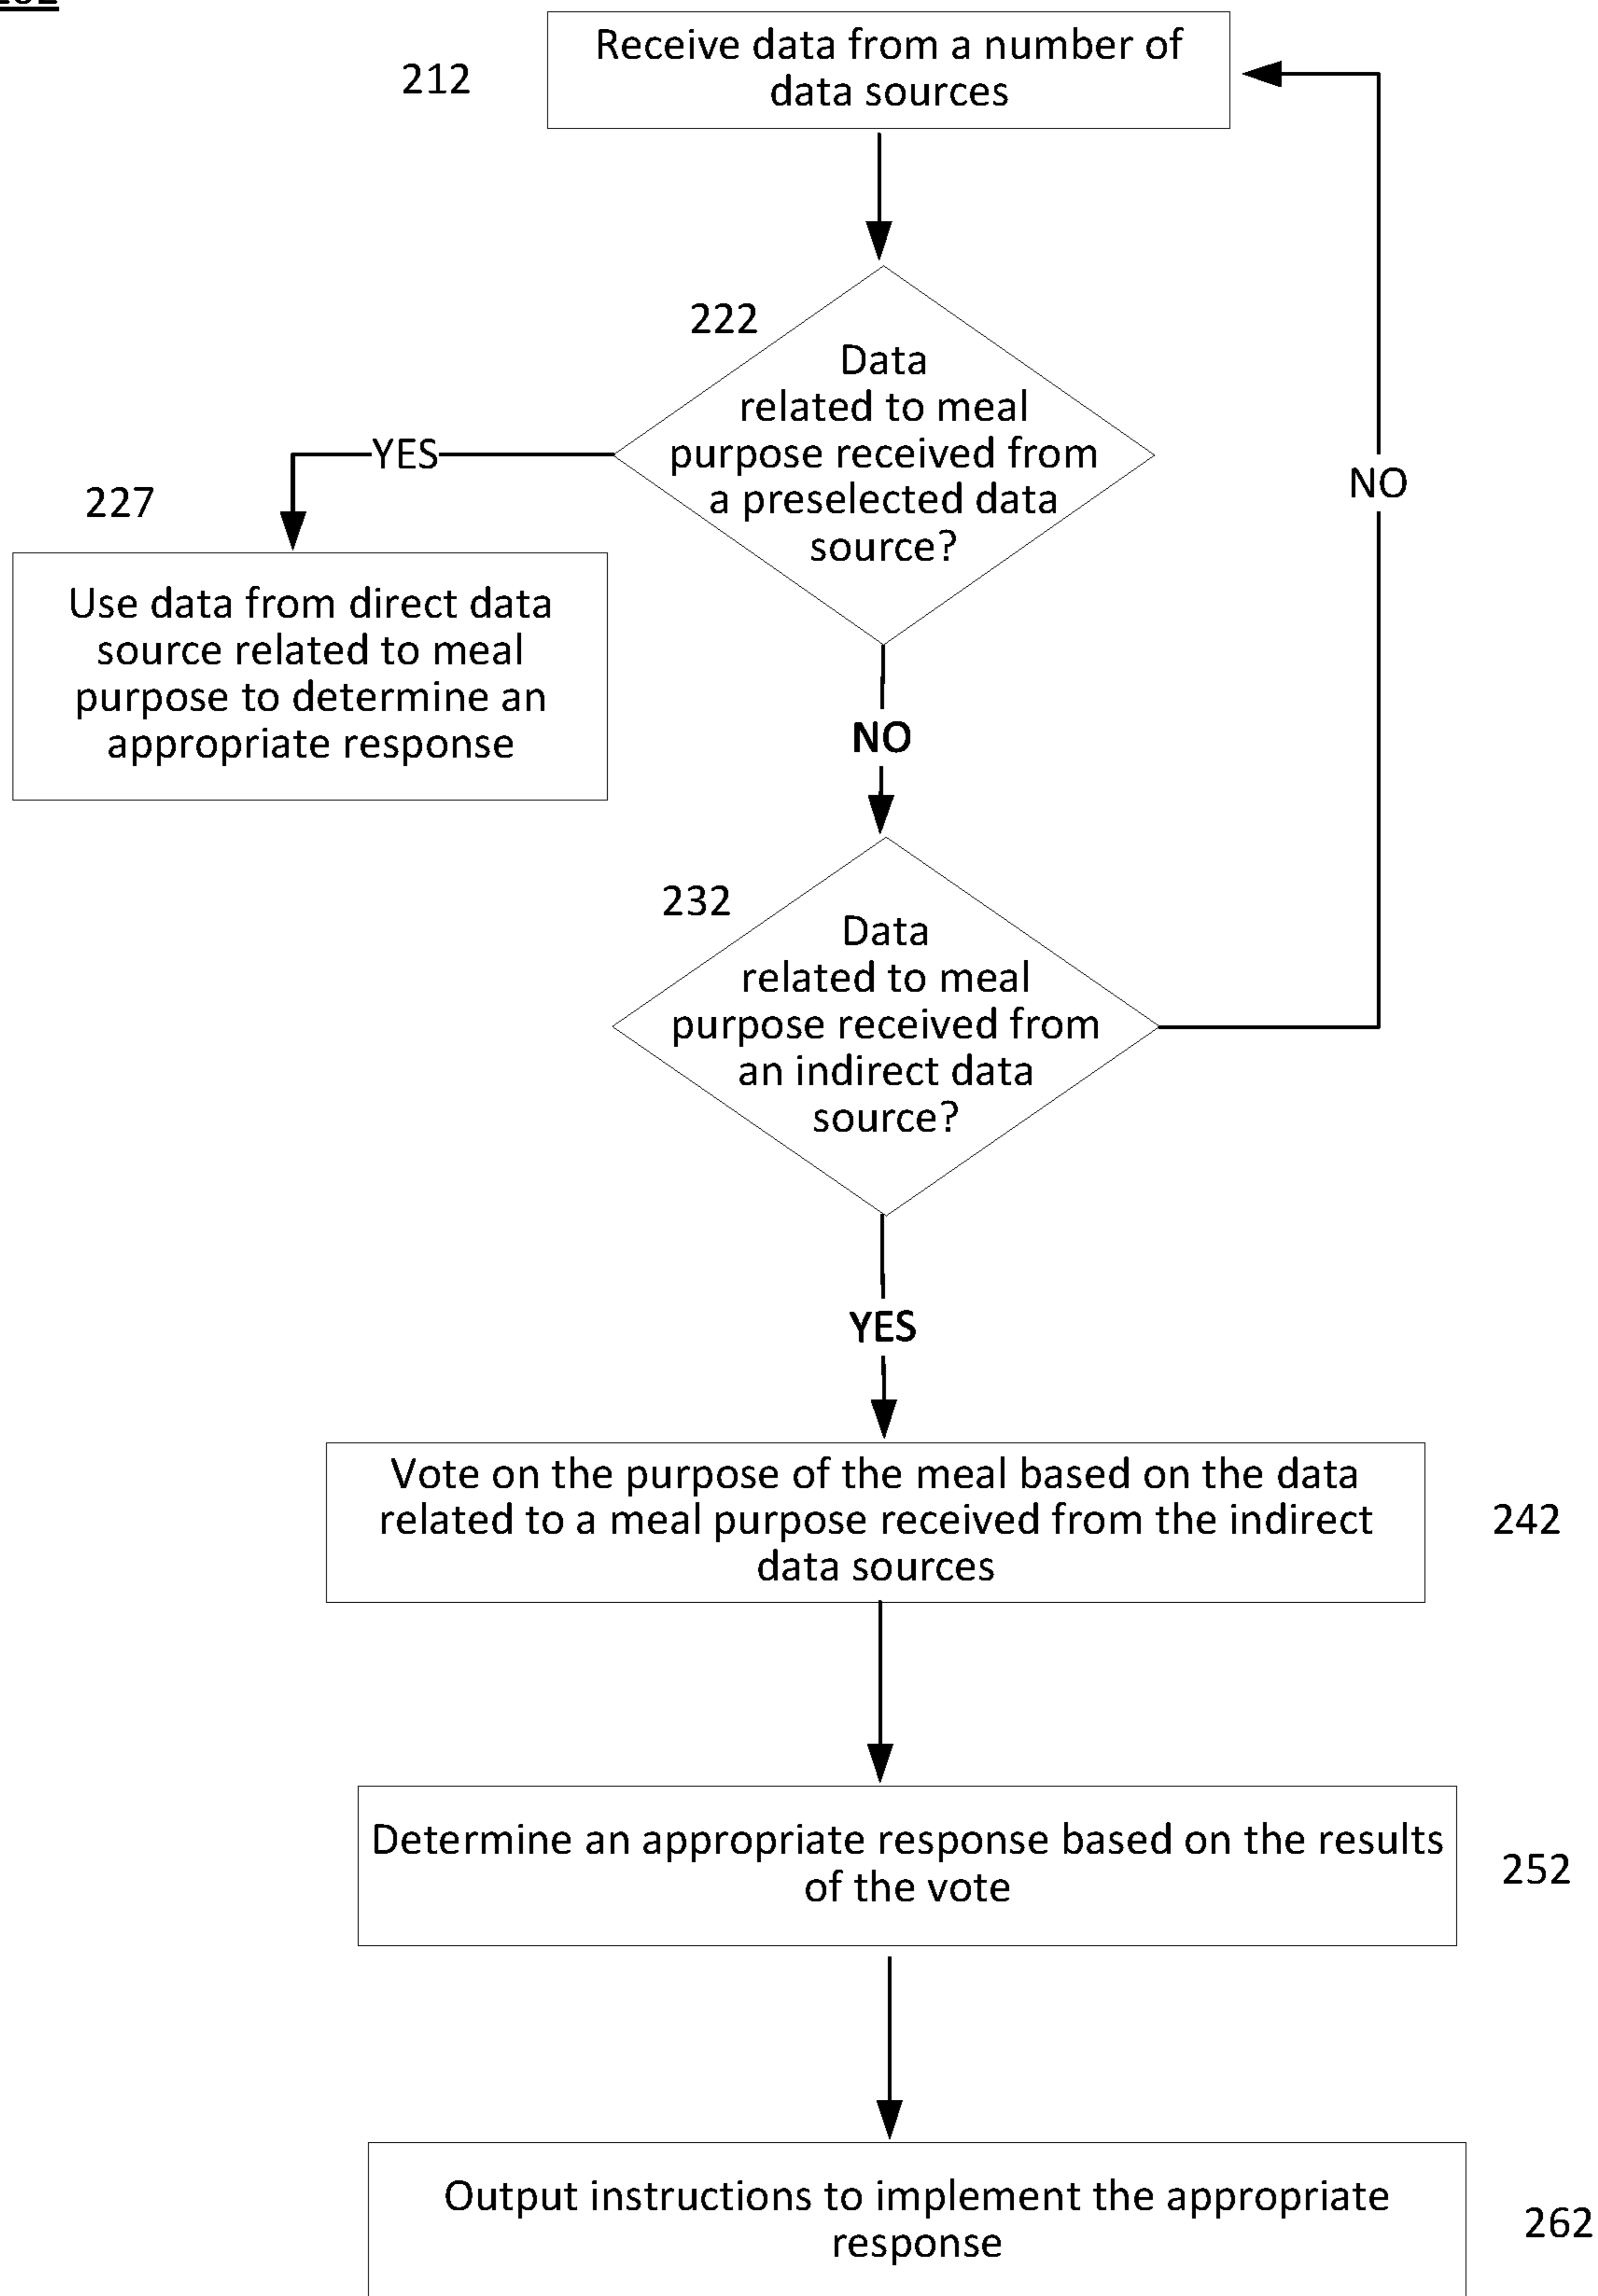 Receive data from a number of
data sources
212
222
Data
related to meal
purpose received from
a preselected data
source?
YES
NO
227
Use data from direct data
source related to meal
purpose to determine an
appropriate response
NO
232
Data
related to meal
purpose received from
an indirect data
source?
YES
Vote on the purpose of the meal based on the data
related to a meal purpose received from the indirect
data sources
242
Determine an appropriate response based on the results
of the vote
252
Output instructions to implement the appropriate
response
262